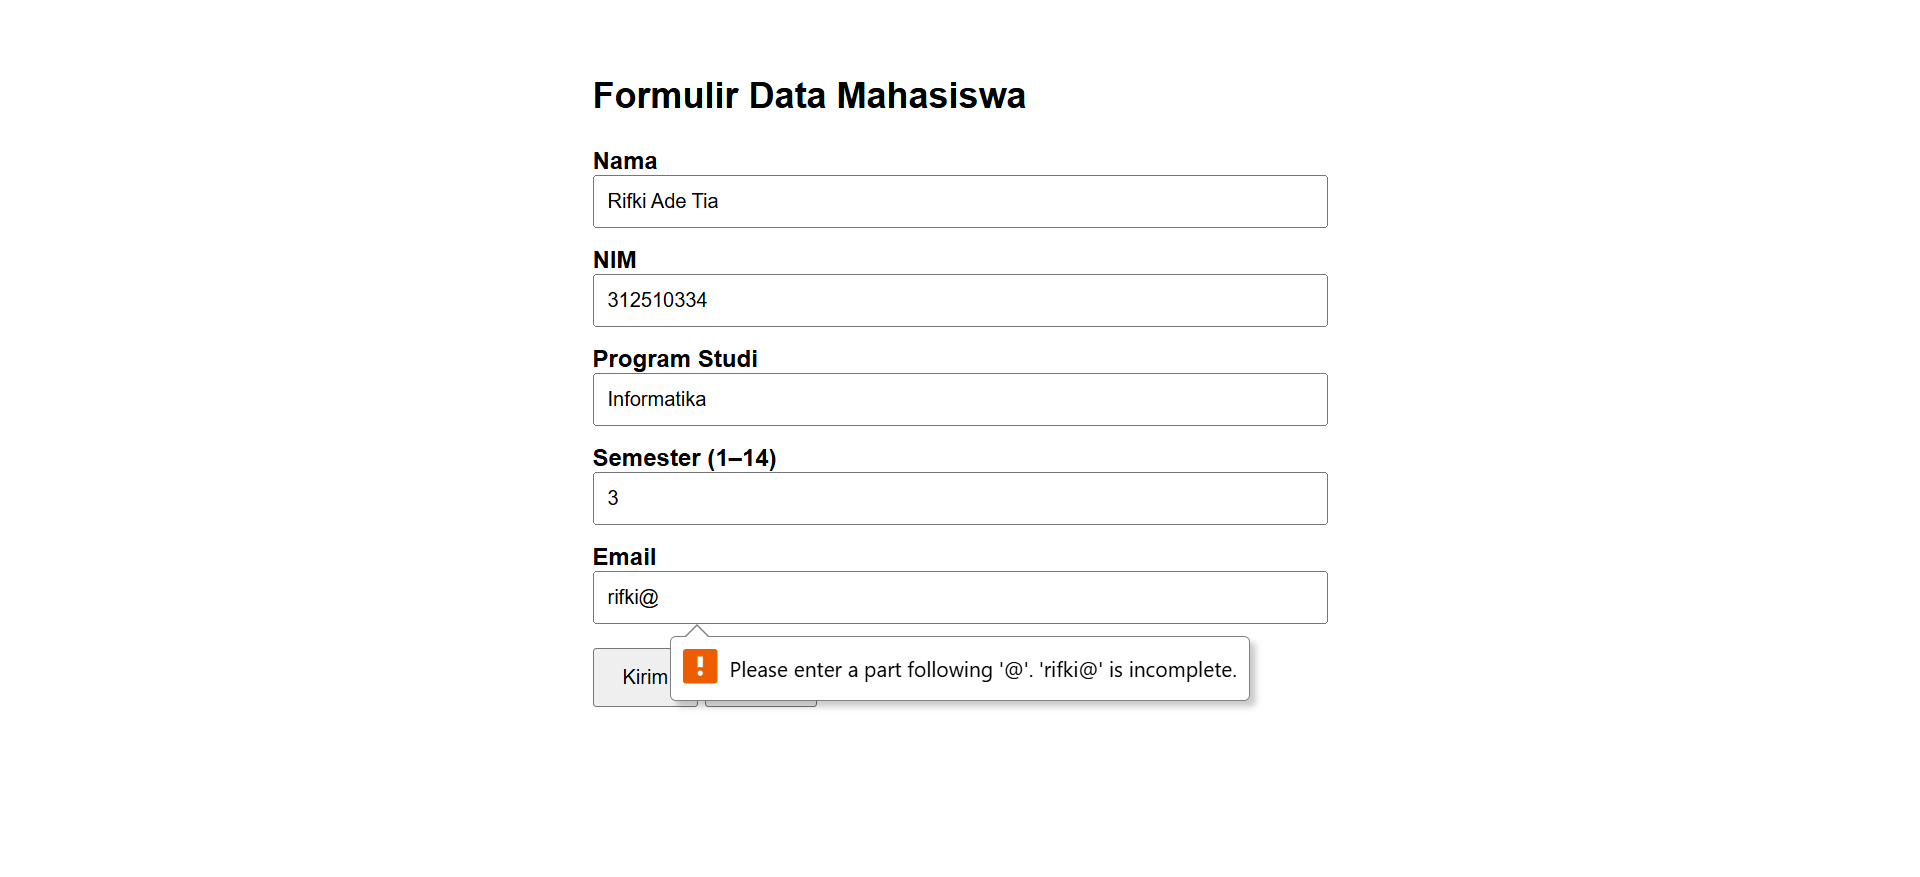 Formulir Data Mahasiswa
Nama
Rifki Ade Tia
NIM
312510334
Program Studi
Informatika
Semester (1–14)
3
Email
rifki@
Please enter a part following '@'. 'rifki@' is incomplete.
Kirim